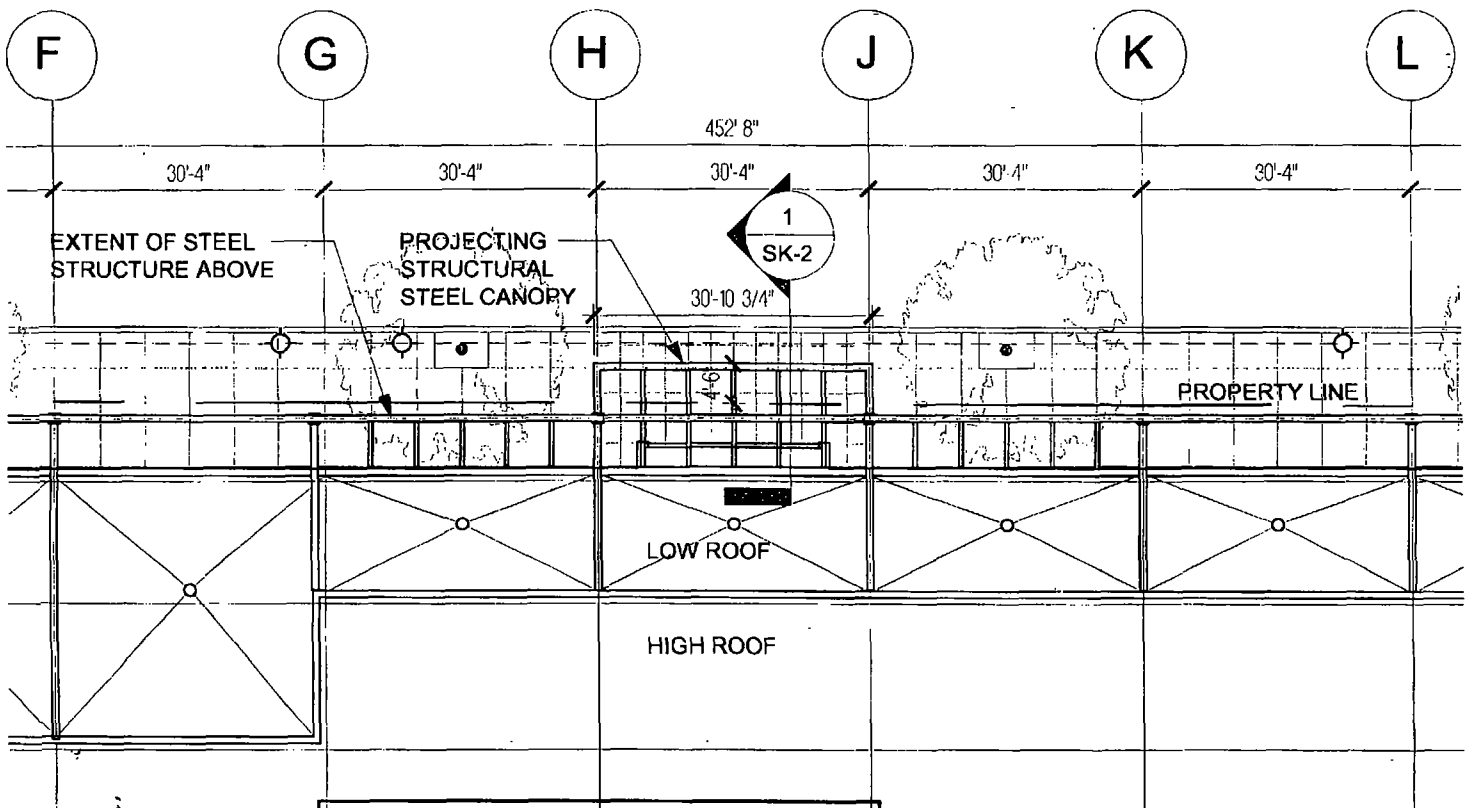 F G H J K L
452' 8"
30'-4" 30'-4" 30'-4" 30'-4" 30'-4"
EXTENT OF STEEL
STRUCTURE ABOVE
PROJECTING
STRUCTURAL
STEEL CANOPY
1
SK-2
30'-10 3/4"
4'-6"
PROPERTY LINE
LOW ROOF
HIGH ROOF